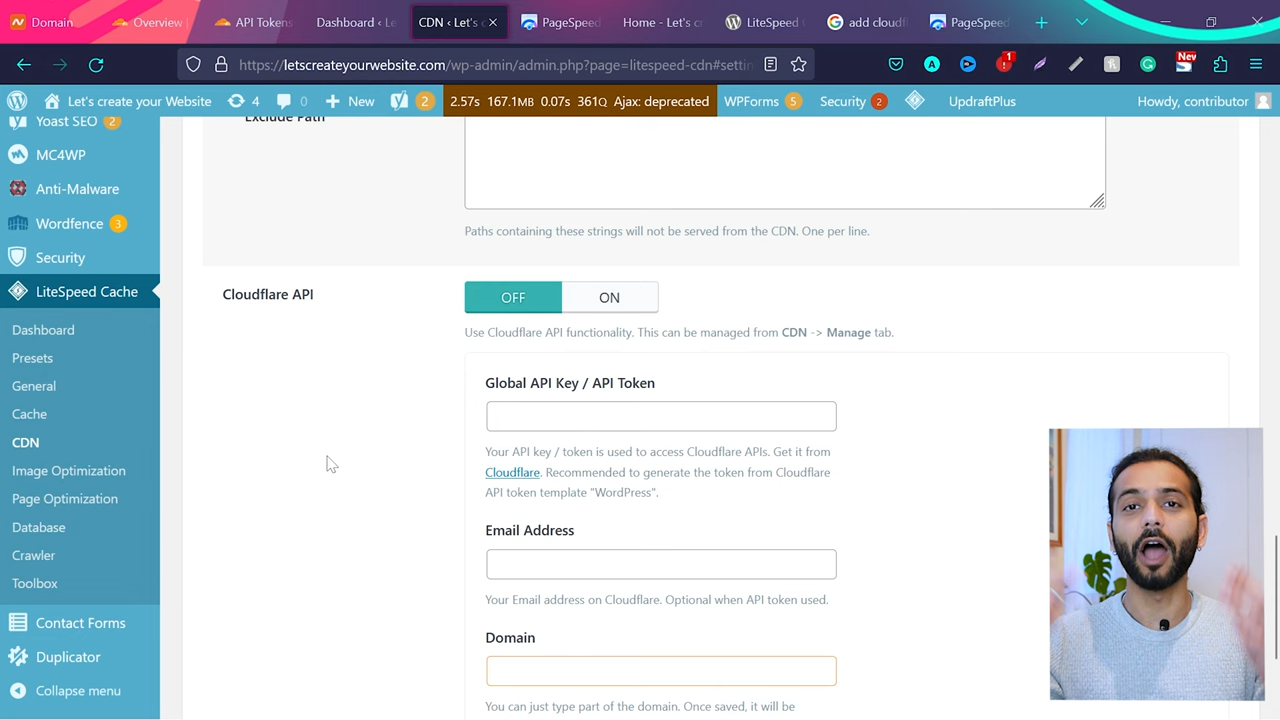 Domain
Overview
API Tokens
Dashboard ‹ Le
CDN ‹ Let's c
PageSpeed
Home - Let's cr
LiteSpeed
add cloudfl
PageSpeed
https://letscreateyourwebsite.com/wp-admin/admin.php?page=litespeed-cdn#settin
New
Let's create your Website
4
0
New
2
2.57s 167.1MB 0.07s 361Q Ajax: deprecated
WPForms 5
Security 2
UpdraftPlus
Howdy, contributor
Yoast SEO 2
MC4WP
Anti-Malware
Wordfence 3
Security
LiteSpeed Cache
Dashboard
Presets
General
Cache
CDN
Image Optimization
Page Optimization
Database
Crawler
Toolbox
Contact Forms
Duplicator
Collapse menu
Exclude Path
Paths containing these strings will not be served from the CDN. One per line.
Cloudflare API
OFF
ON
Use Cloudflare API functionality. This can be managed from CDN -> Manage tab.
Global API Key / API Token
Your API key / token is used to access Cloudflare APIs. Get it from
Cloudflare. Recommended to generate the token from Cloudflare
API token template "WordPress".
Email Address
Your Email address on Cloudflare. Optional when API token used.
Domain
You can just type part of the domain. Once saved, it will be